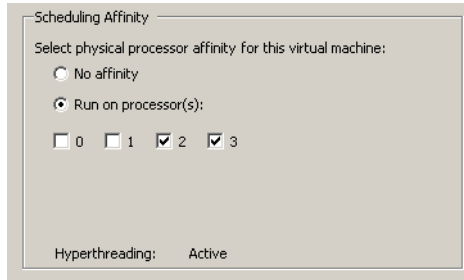 Scheduling Affinity
Select physical processor affinity for this virtual machine:
No affinity
Run on processor(s):
0 1 2 3
Hyperthreading: Active